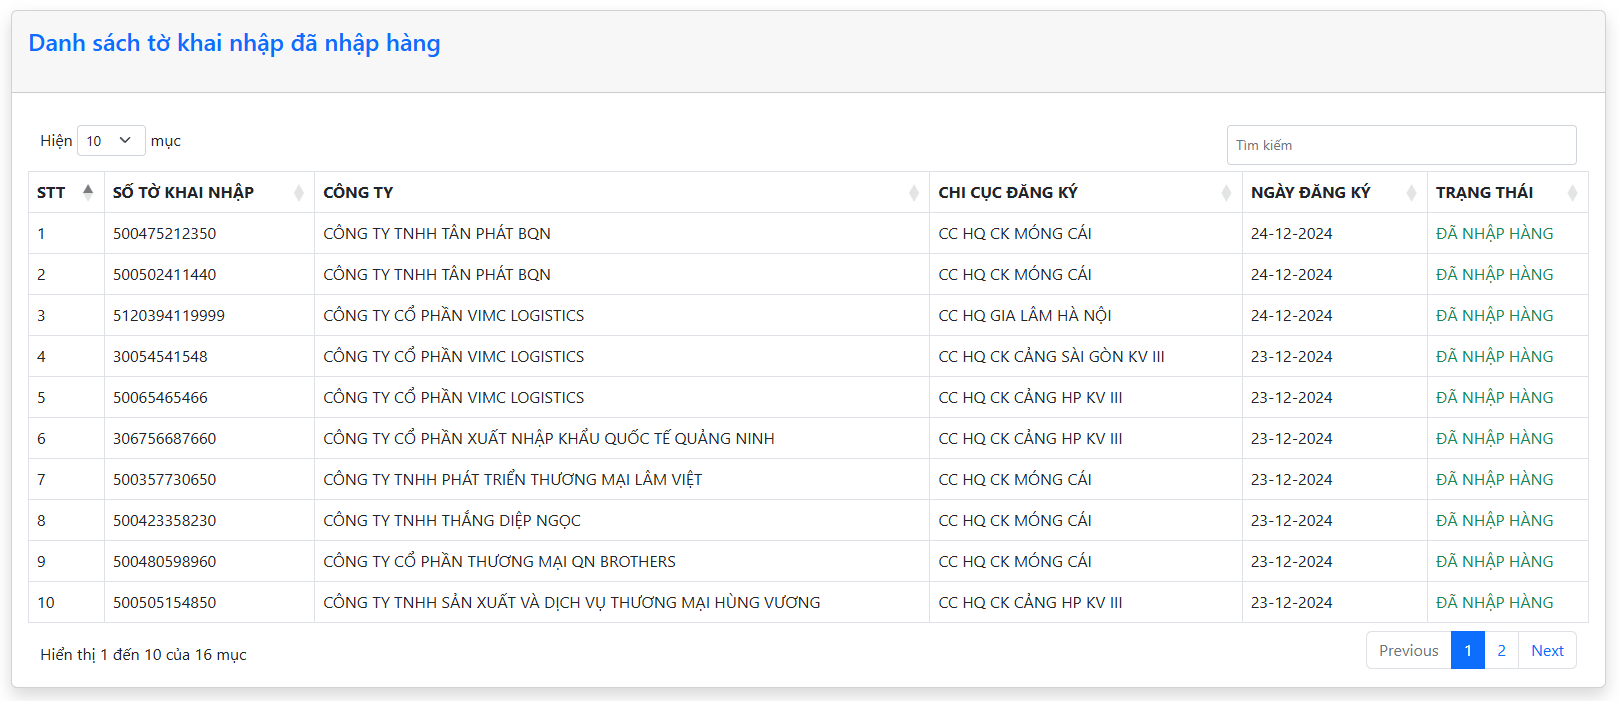 Danh sách tờ khai nhập đã nhập hàng
Hiện 10 mục
Tìm kiếm
STT SỐ TỜ KHAI NHẬP CÔNG TY CHI CỤC ĐĂNG KÝ NGÀY ĐĂNG KÝ TRẠNG THÁI
1 500475212350 CÔNG TY TNHH TÂN PHÁT BQN CC HQ CK MÓNG CÁI 24-12-2024 ĐÃ NHẬP HÀNG
2 500502411440 CÔNG TY TNHH TÂN PHÁT BQN CC HQ CK MÓNG CÁI 24-12-2024 ĐÃ NHẬP HÀNG
3 5120394119999 CÔNG TY CỔ PHẦN VIMC LOGISTICS CC HQ GIA LÂM HÀ NỘI 24-12-2024 ĐÃ NHẬP HÀNG
4 30054541548 CÔNG TY CỔ PHẦN VIMC LOGISTICS CC HQ CK CẢNG SÀI GÒN KV III 23-12-2024 ĐÃ NHẬP HÀNG
5 50065465466 CÔNG TY CỔ PHẦN VIMC LOGISTICS CC HQ CK CẢNG HP KV III 23-12-2024 ĐÃ NHẬP HÀNG
6 306756687660 CÔNG TY CỔ PHẦN XUẤT NHẬP KHẨU QUỐC TẾ QUẢNG NINH CC HQ CK CẢNG HP KV III 23-12-2024 ĐÃ NHẬP HÀNG
7 500357730650 CÔNG TY TNHH PHÁT TRIỂN THƯƠNG MẠI LÂM VIỆT CC HQ CK MÓNG CÁI 23-12-2024 ĐÃ NHẬP HÀNG
8 500423358230 CÔNG TY TNHH THẮNG DIỆP NGỌC CC HQ CK MÓNG CÁI 23-12-2024 ĐÃ NHẬP HÀNG
9 500480598960 CÔNG TY CỔ PHẦN THƯƠNG MẠI QN BROTHERS CC HQ CK MÓNG CÁI 23-12-2024 ĐÃ NHẬP HÀNG
10 500505154850 CÔNG TY TNHH SẢN XUẤT VÀ DỊCH VỤ THƯƠNG MẠI HÙNG VƯƠNG CC HQ CK CẢNG HP KV III 23-12-2024 ĐÃ NHẬP HÀNG
Hiển thị 1 đến 10 của 16 mục
Previous 1 2 Next